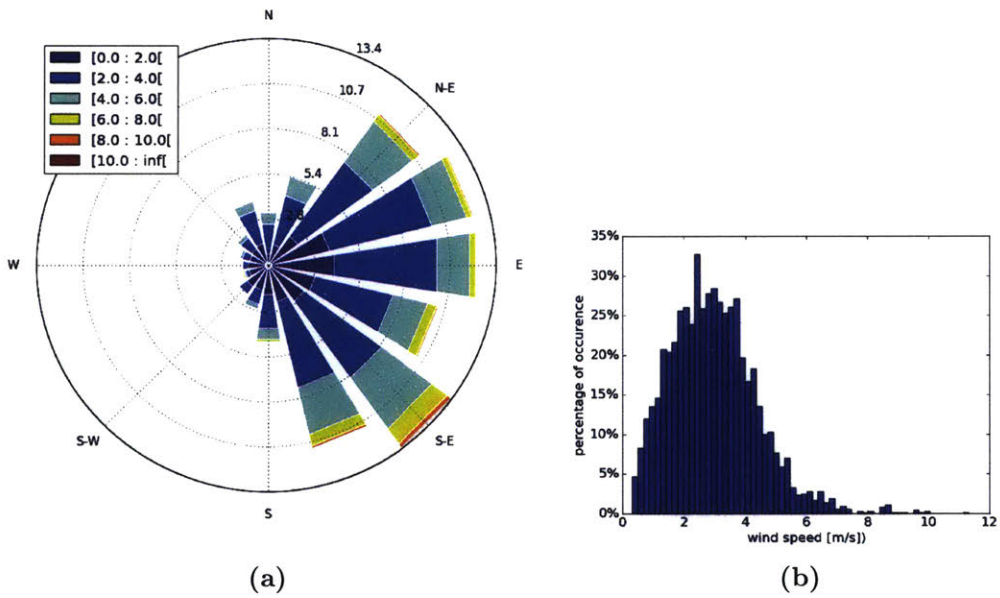 N
13.4
[0.0 : 2.0[
[2.0 : 4.0[
[4.0 : 6.0[
[6.0 : 8.0[
[8.0 : 10.0[
[10.0 : inf[
N-E
10.7
8.1
5.4
2.8
W
E
S-W
S-E
S
35%
30%
25%
20%
15%
10%
5%
0%
percentage of occurence
0
2
4
6
8
10
12
wind speed [m/s])
(a)
(b)